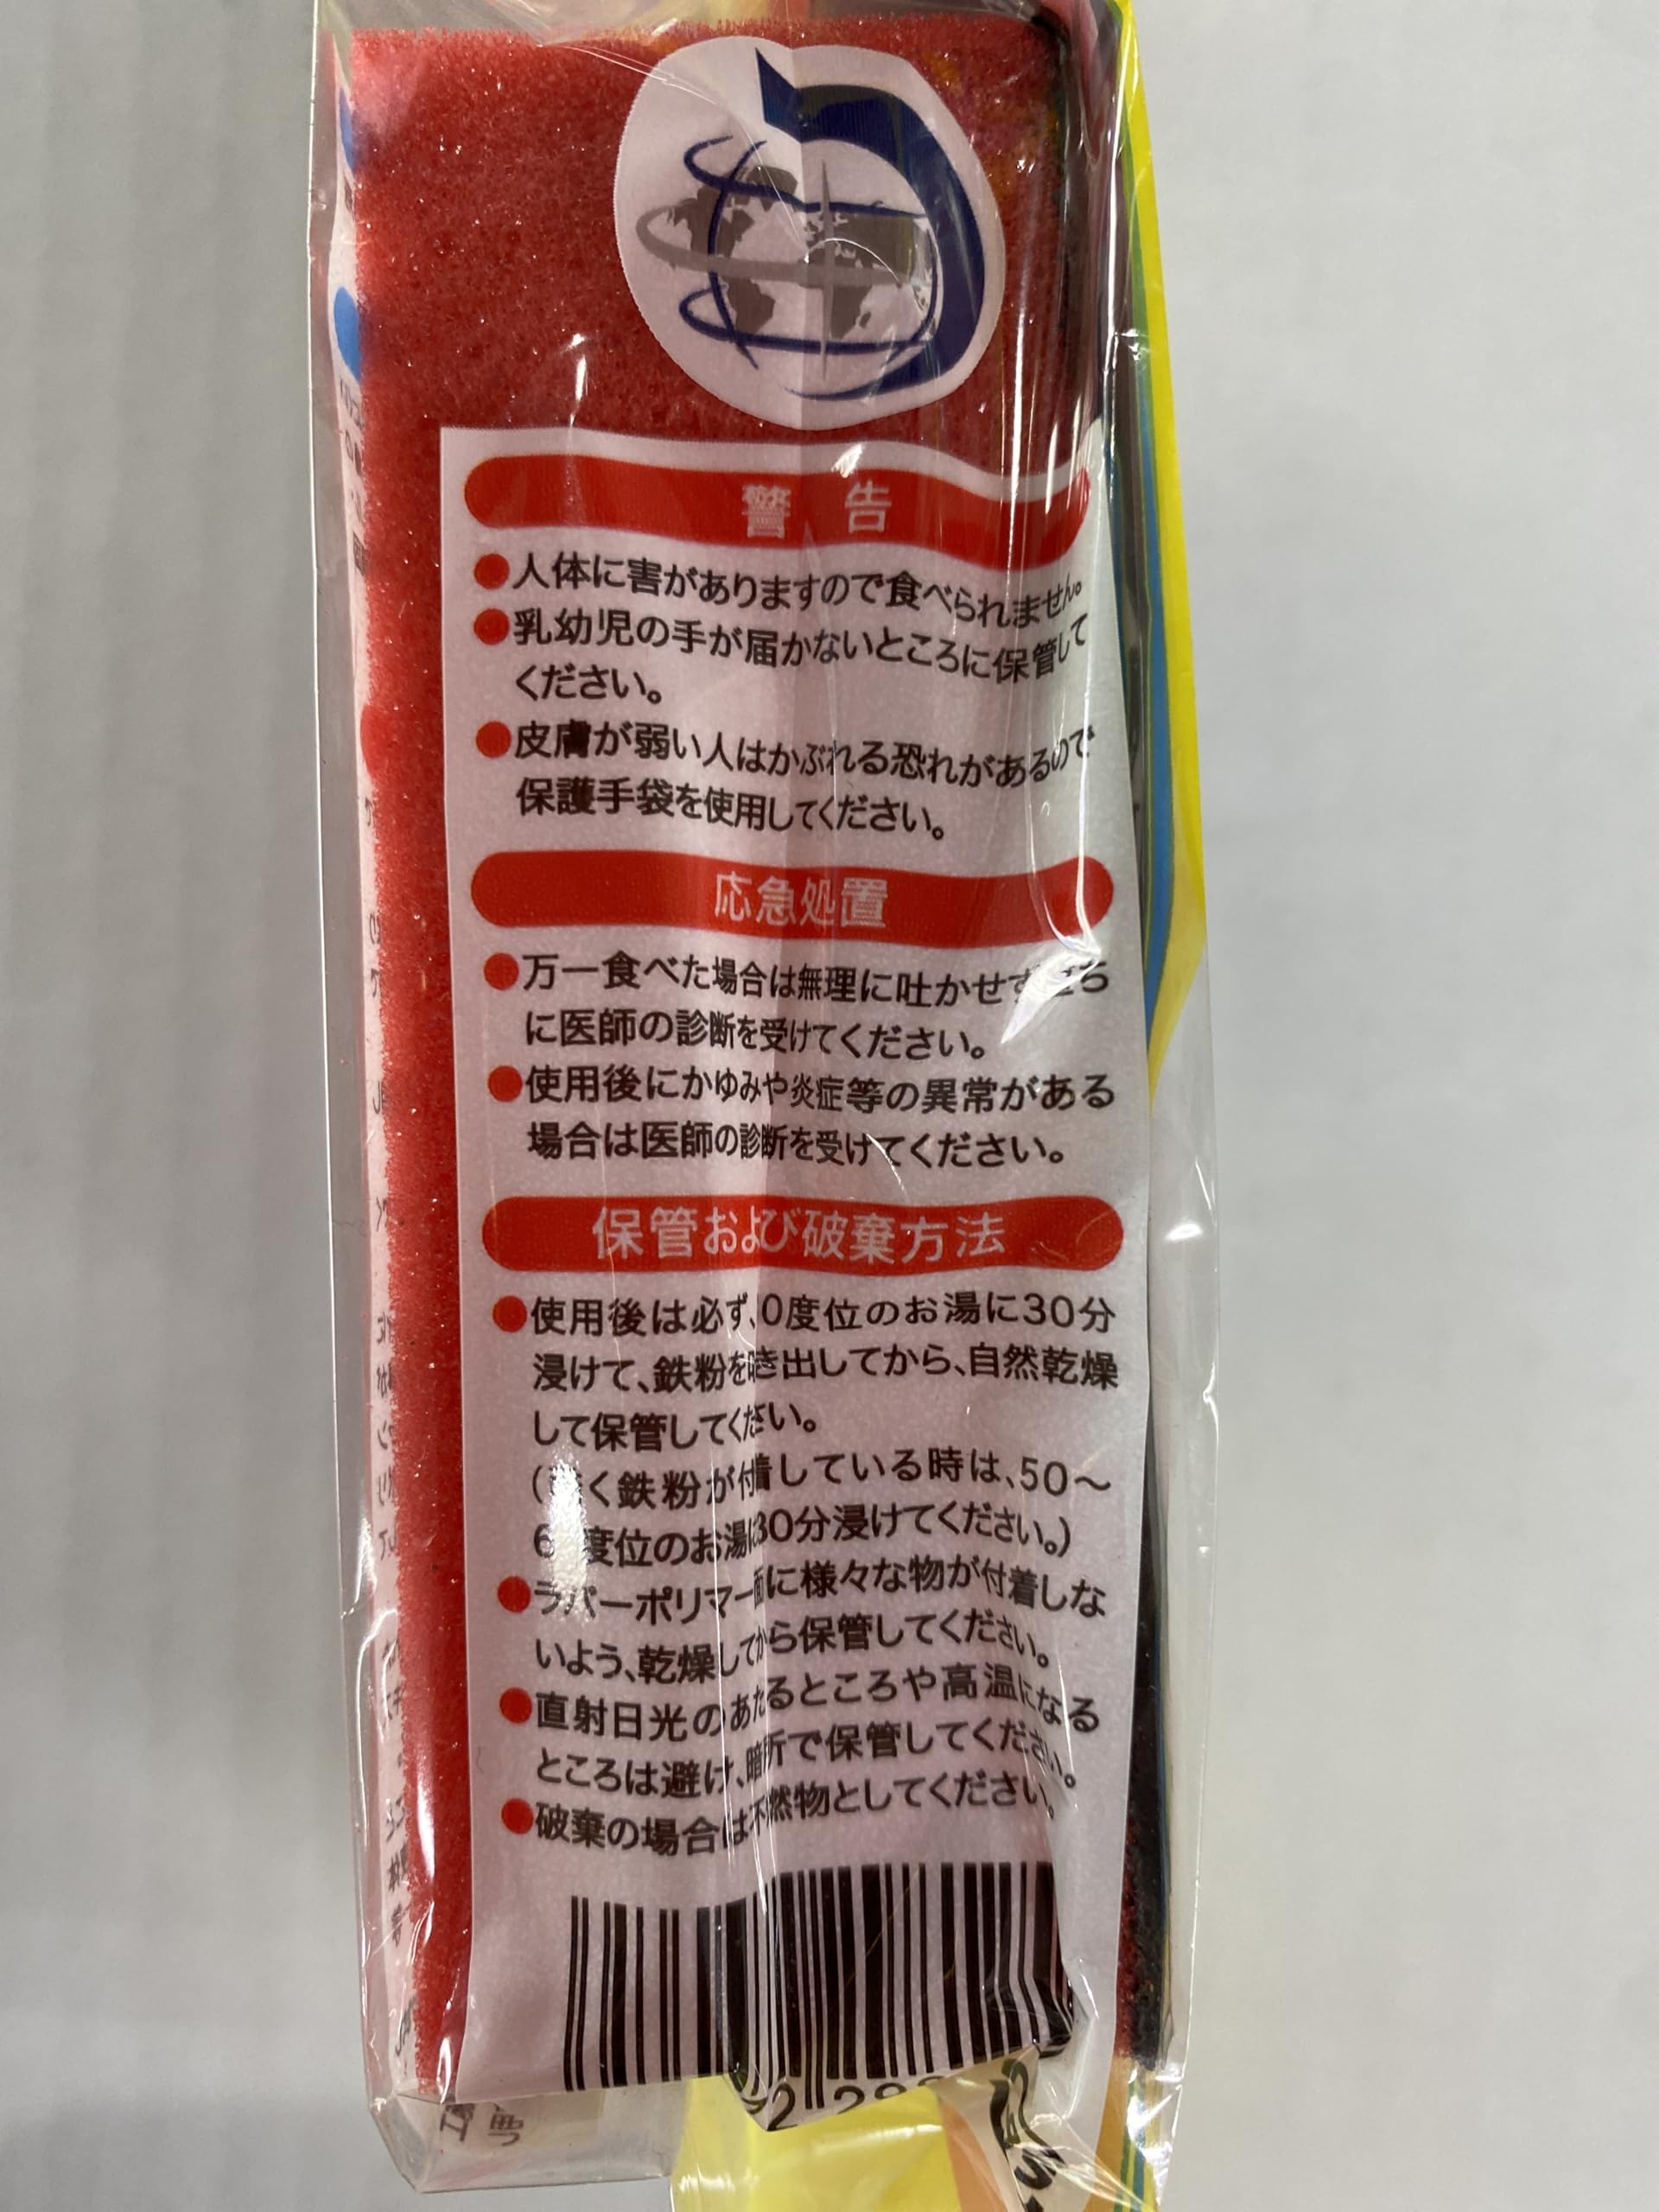 警告
●人体に害がありますので食べられません。
●乳幼児の手が届かないところに保管して
ください。
●皮膚が弱い人はかぶれる恐れがあるので
保護手袋を使用してください。
応急処置
●万一食べた場合は無理に吐かせず
に医師の診断を受けてください。
●使用後にかゆみや炎症等の異常がある
場合は医師の診断を受けてください。
保管および破棄方法
●使用後は必ず、0度位のお湯に30分
浸けて、鉄粉を き出してから、自然乾燥
して保管してください。
( く鉄粉が付着している時は、50〜
6 度位のお湯に30分浸けてください。)
●ラバーポリマー面に様々な物が付着しな
いよう、乾燥してから保管してください。
●直射日光のあたるところや高温になる
ところは避け、暗所で保管してください。
●破棄の場合は不燃物としてください。